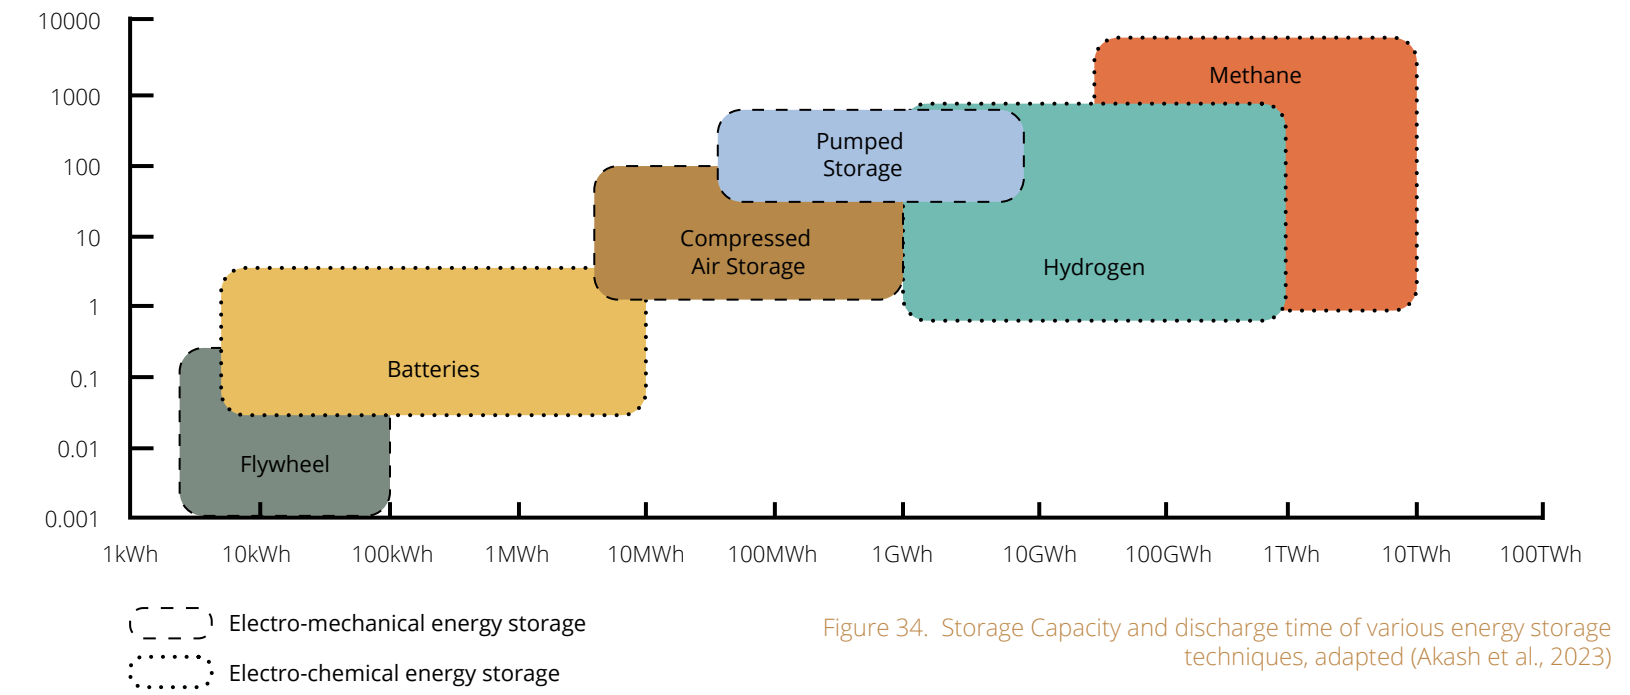 10000
1000
100
10
1
0.1
0.01
0.001
Methane
Pumped
Storage
Compressed
Air Storage
Hydrogen
Batteries
Flywheel
1kWh 10kWh 100kWh 1MWh 10MWh 100MWh 1GWh 10GWh 100GWh 1TWh 10TWh 100TWh
Electro-mechanical energy storage
Electro-chemical energy storage
Figure 34. Storage Capacity and discharge time of various energy storage
techniques, adapted (Akash et al., 2023)